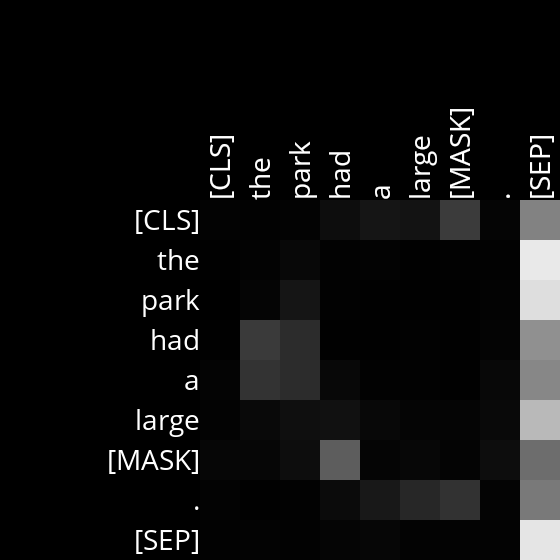 [CLS] the park had a large [MASK] . [SEP]
[CLS]
the
park
had
a
large
[MASK]
.
[SEP]